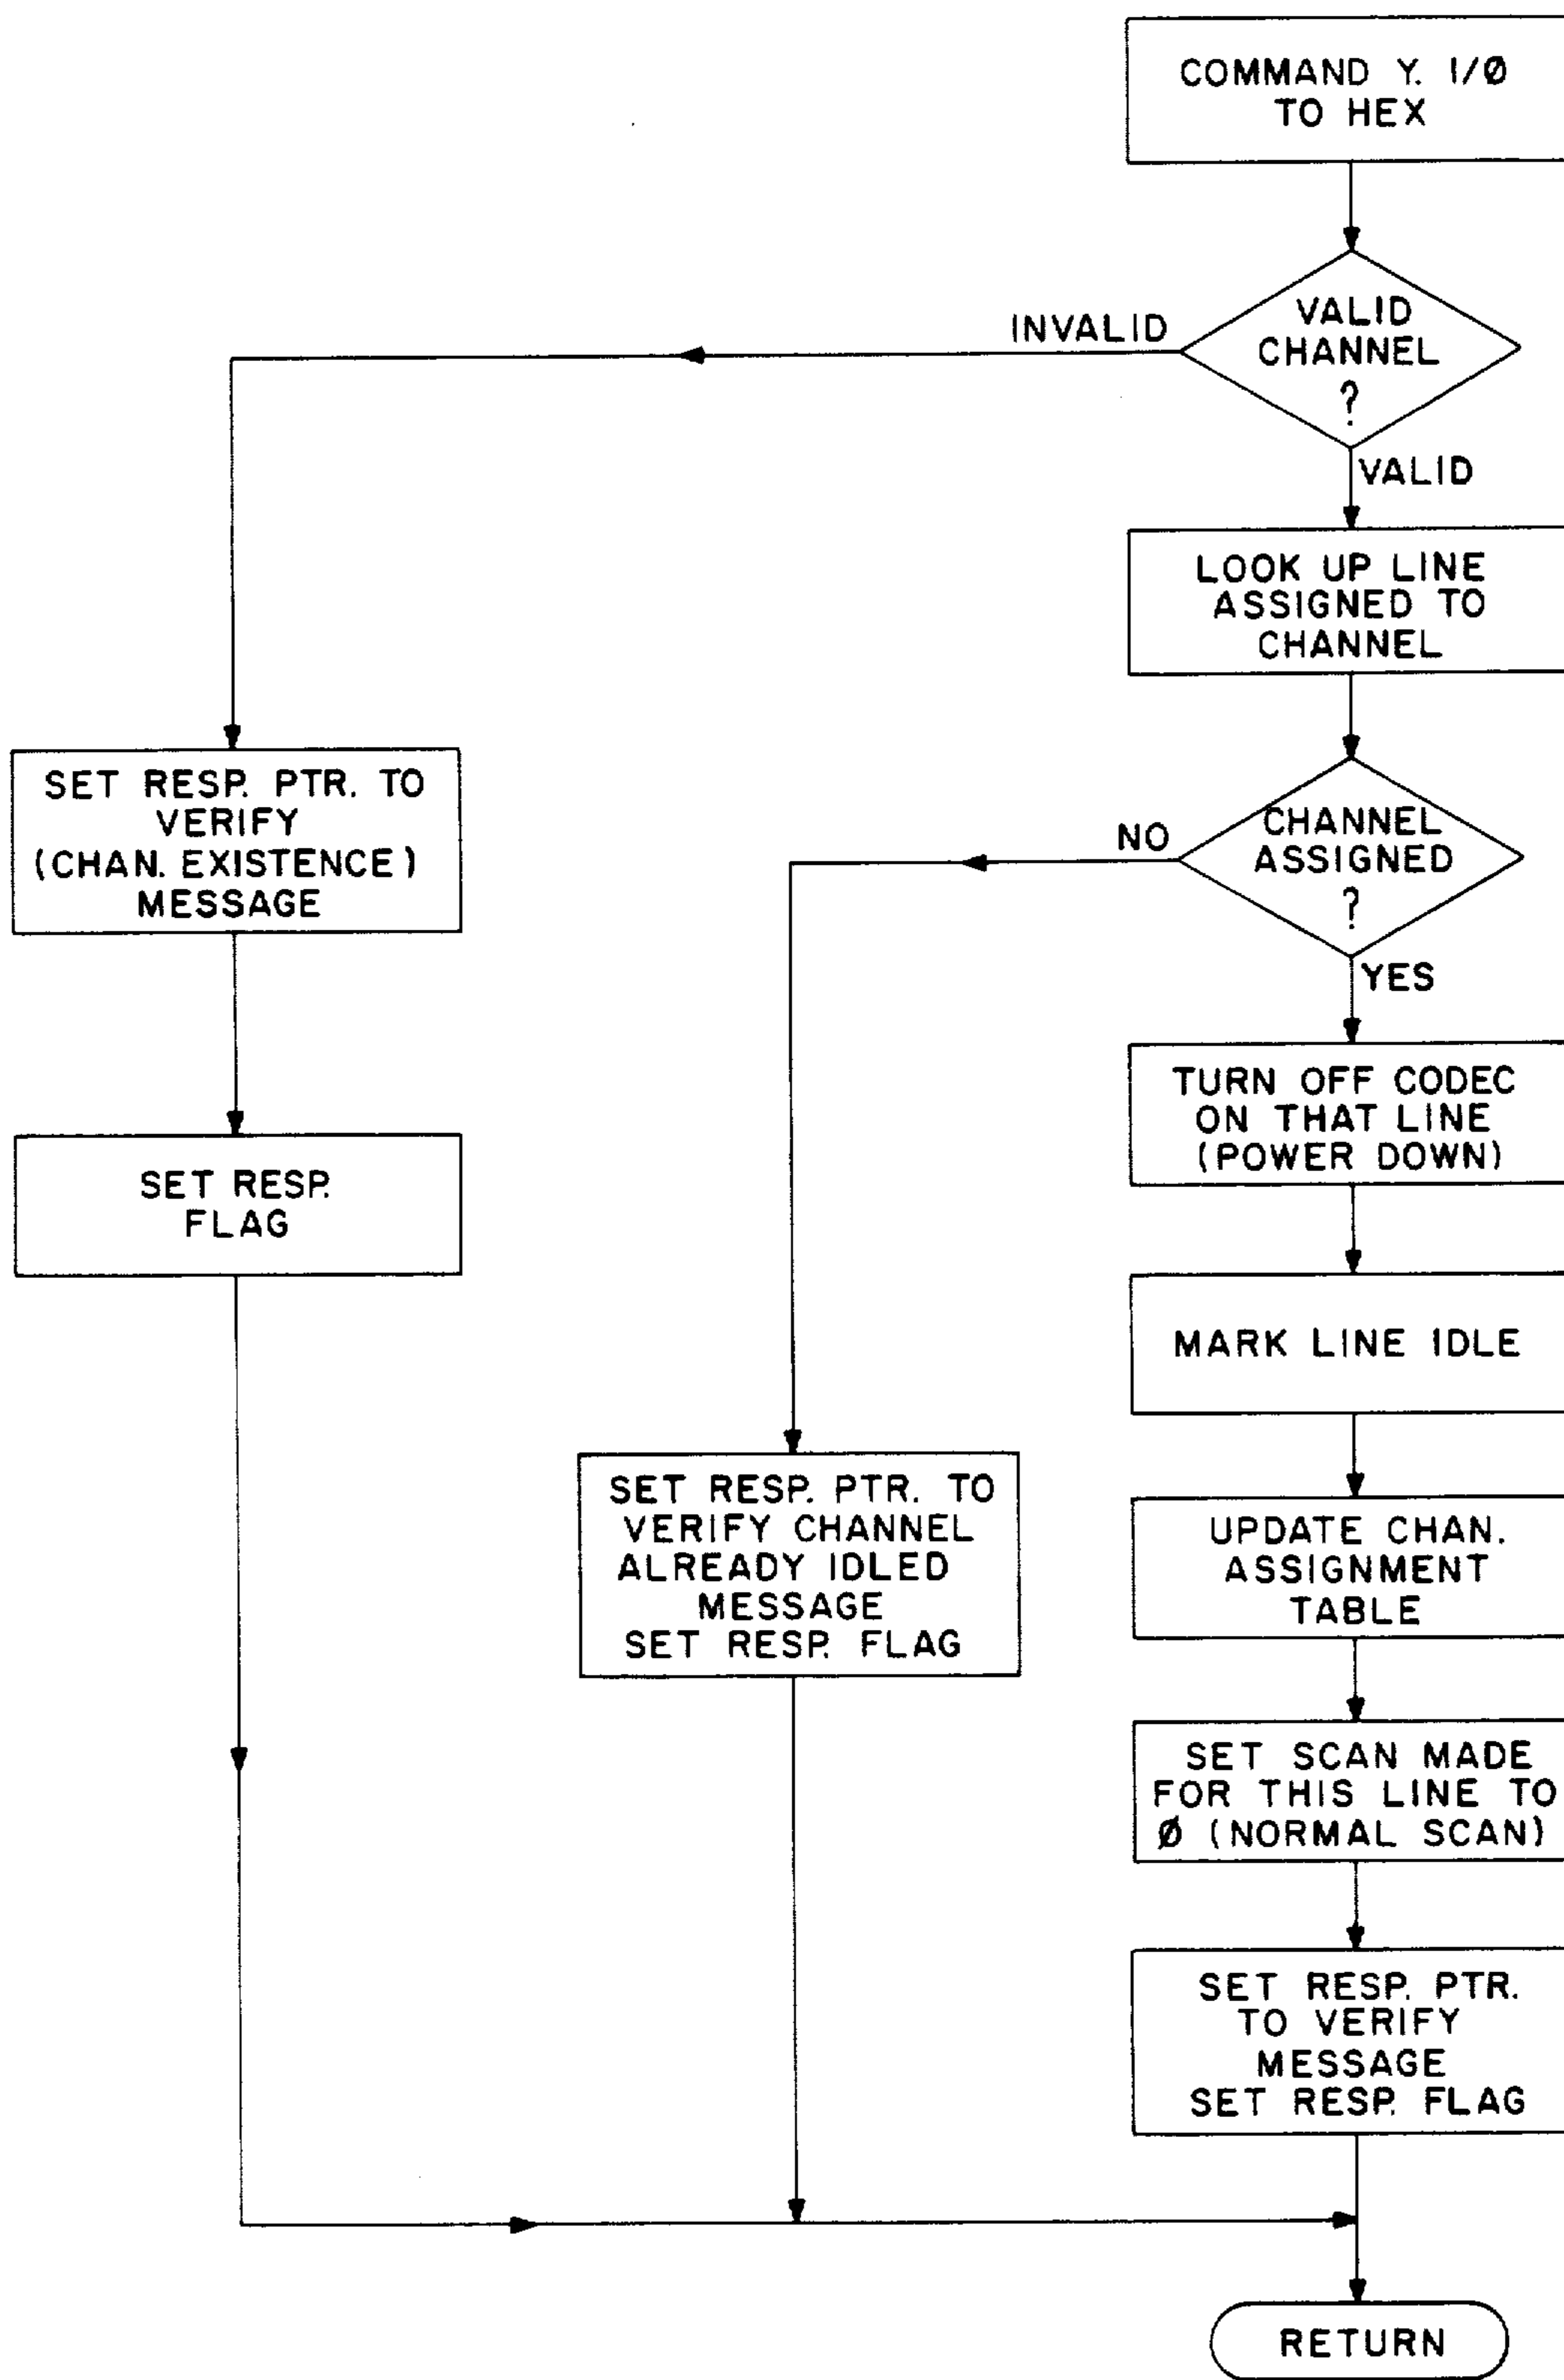 COMMAND Y. I/Ø
TO HEX
VALID
CHANNEL
?
INVALID
VALID
LOOK UP LINE
ASSIGNED TO
CHANNEL
SET RESP. PTR. TO
VERIFY
(CHAN. EXISTENCE)
MESSAGE
CHANNEL
ASSIGNED
?
NO
YES
SET RESP.
FLAG
TURN OFF CODEC
ON THAT LINE
(POWER DOWN)
MARK LINE IDLE
SET RESP. PTR. TO
VERIFY CHANNEL
ALREADY IDLED
MESSAGE
SET RESP. FLAG
UPDATE CHAN.
ASSIGNMENT
TABLE
SET SCAN MADE
FOR THIS LINE TO
Ø (NORMAL SCAN)
SET RESP. PTR.
TO VERIFY
MESSAGE
SET RESP. FLAG
RETURN